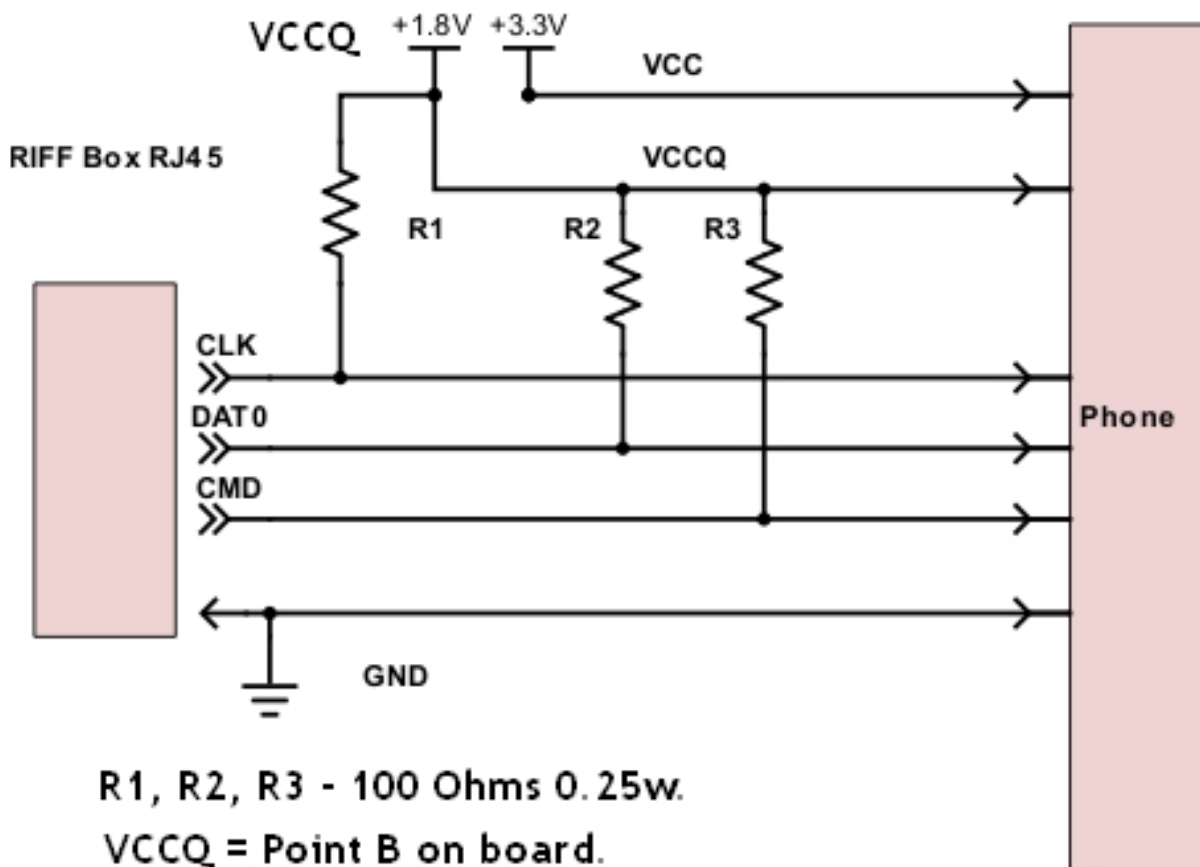 VCCQ
+1.8V +3.3V
VCC
RIFF Box RJ45
VCCQ
R1
R2
R3
CLK
DAT0
Phone
CMD
GND
R1, R2, R3 - 100 Ohms 0.25w.
VCCQ = Point B on board.